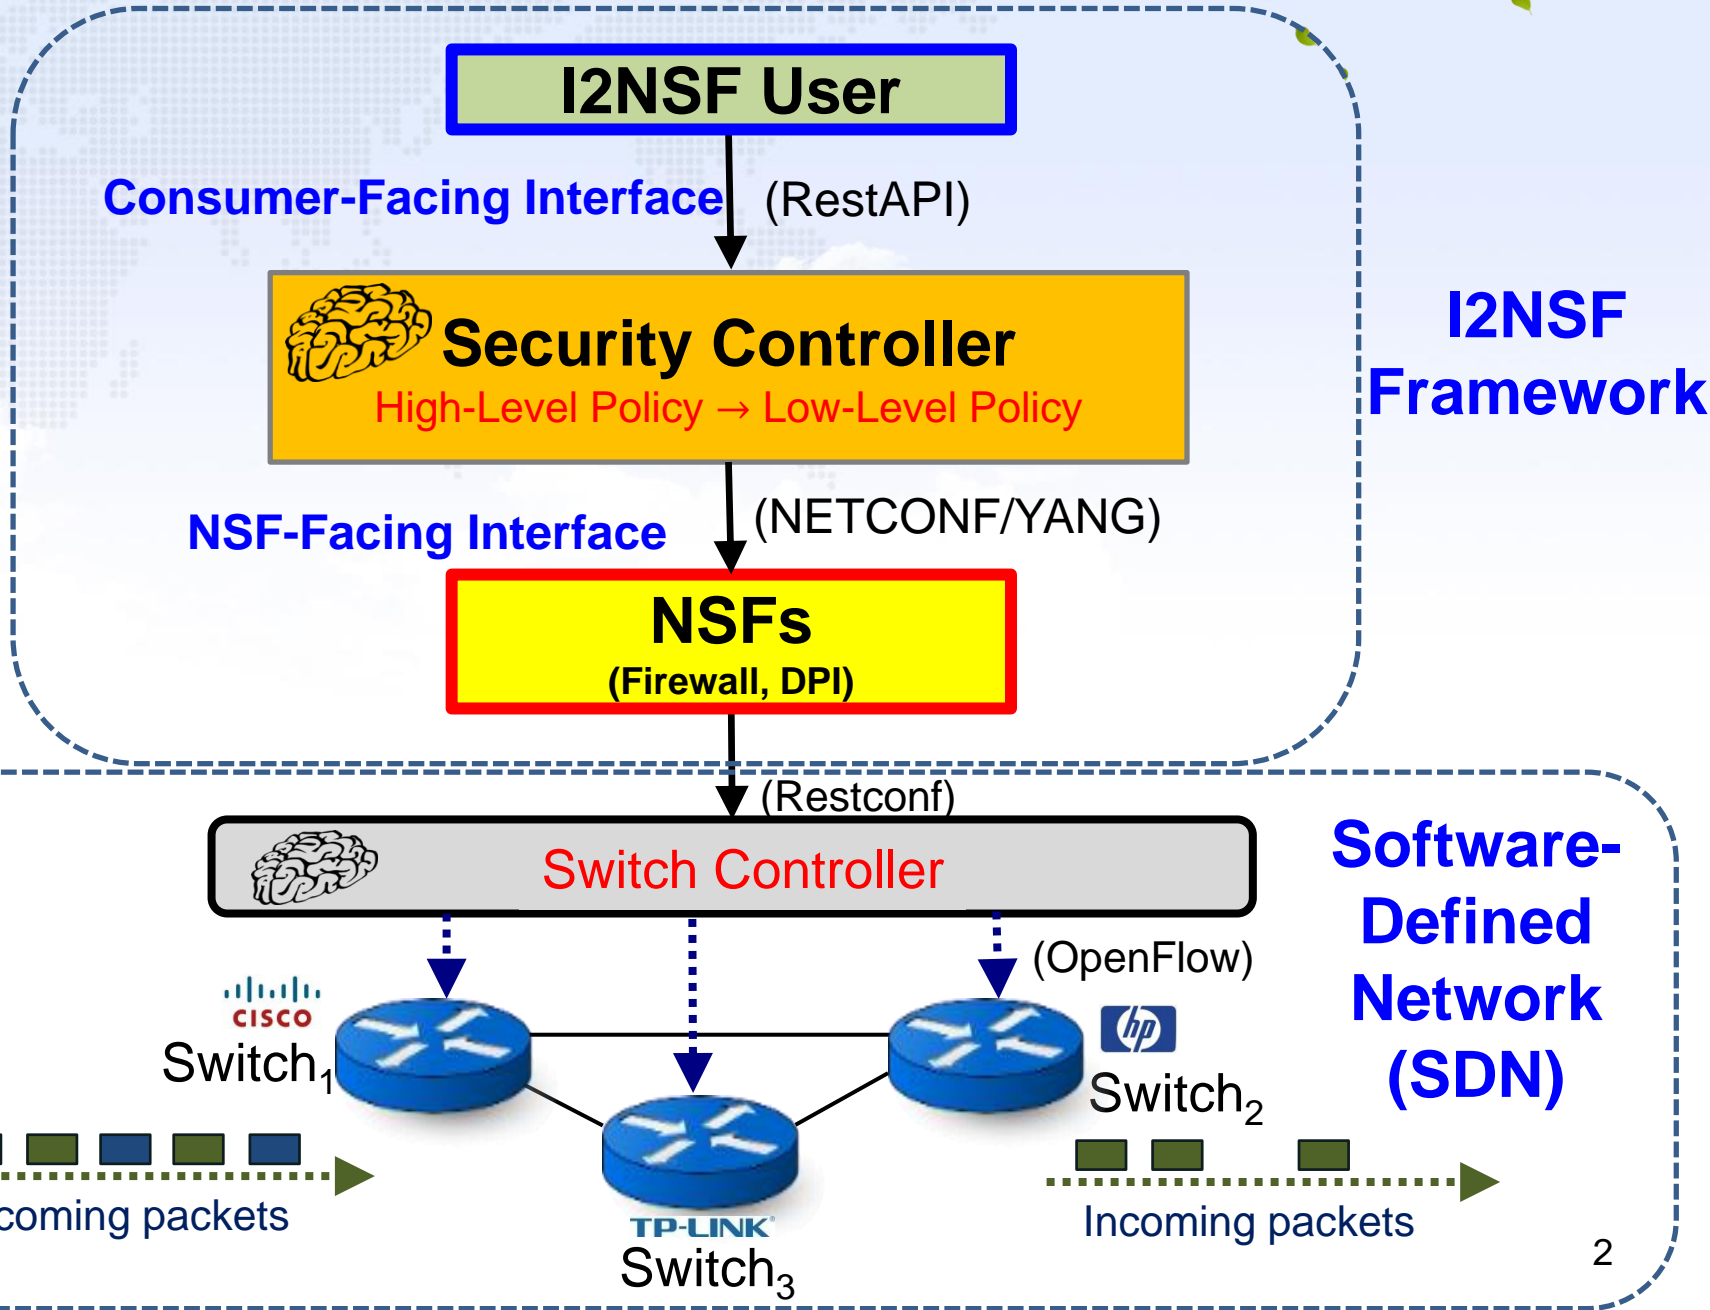 I2NSF User
Consumer-Facing Interface
(RestAPI)
Security Controller
High-Level Policy → Low-Level Policy
I2NSF
Framework
NSF-Facing Interface
(NETCONF/YANG)
NSFs
(Firewall, DPI)
(Restconf)
Switch Controller
Software-
Defined
Network
(SDN)
(OpenFlow)
CISCO
Switch₁
hp
Switch₂
coming packets
TP-LINK
Switch₃
Incoming packets
2